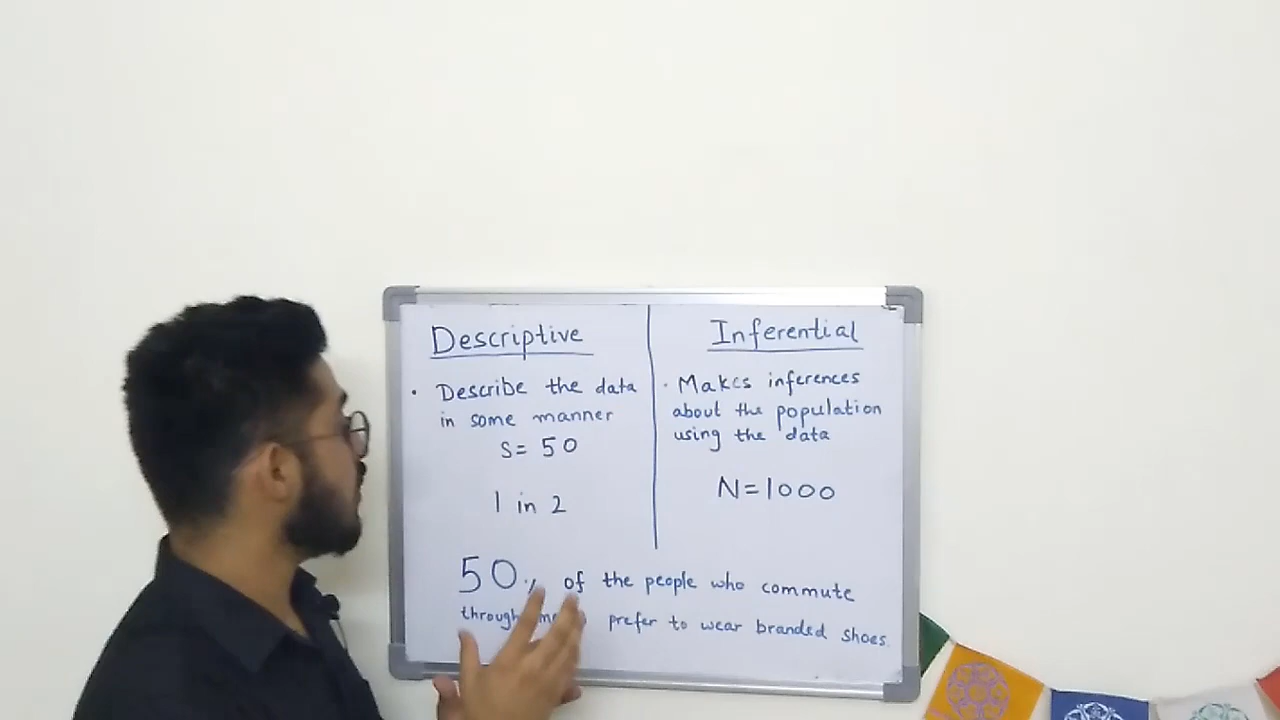 Descriptive
• Describe the data
in some manner
S = 50
1 in 2
Inferential
• Makes inferences
about the population
using the data
N = 1000
50% of the people who commute
through prefer to wear branded shoes.